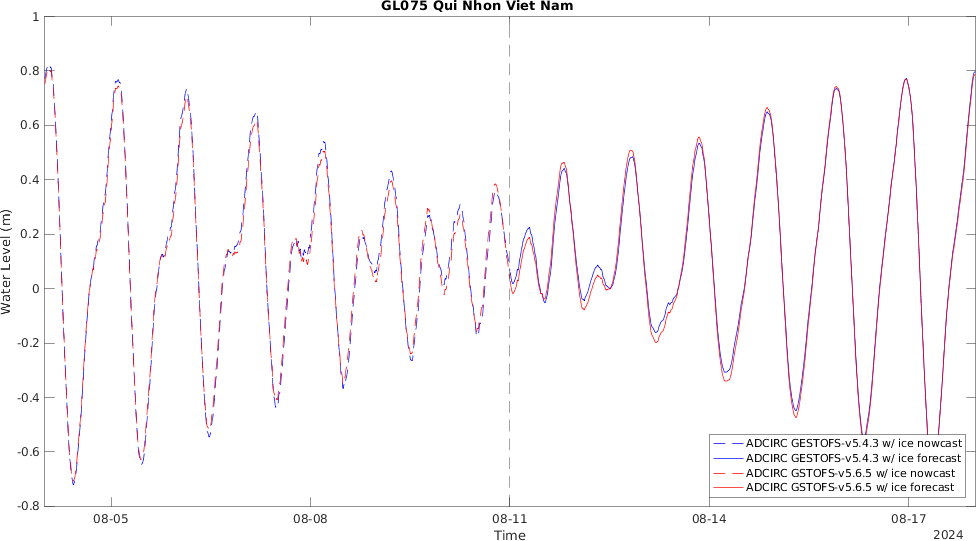 GL075 Qui Nhon Viet Nam
1
0.8
0.6
0.4
0.2
0
-0.2
-0.4
-0.6
-0.8
Water Level (m)
08-05
08-08
08-11
08-14
08-17
Time
2024
ADCIRC GESTOFS-v5.4.3 w/ ice nowcast
ADCIRC GESTOFS-v5.4.3 w/ ice forecast
ADCIRC GSTOFS-v5.6.5 w/ ice nowcast
ADCIRC GSTOFS-v5.6.5 w/ ice forecast